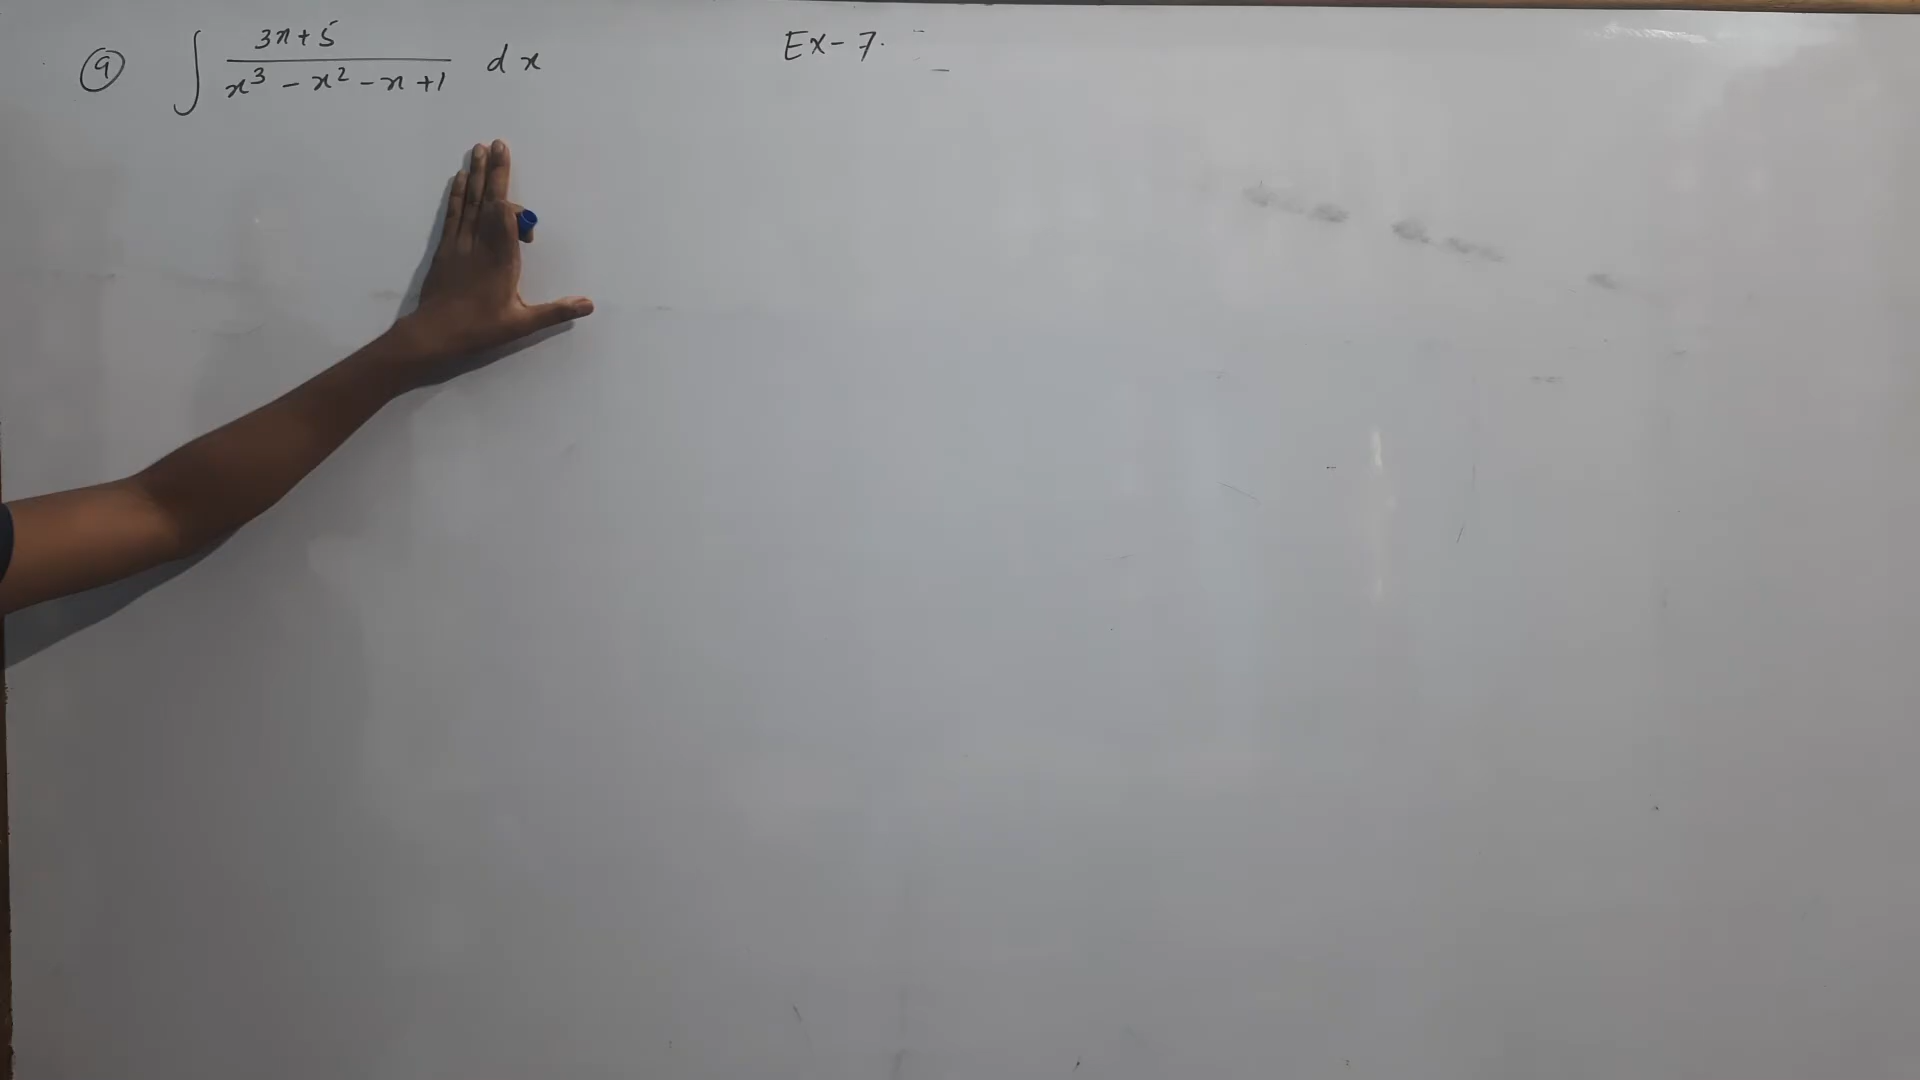 ⑨ ∫ (3x+5)/(x³ - x² - x + 1) dx
Ex-7.